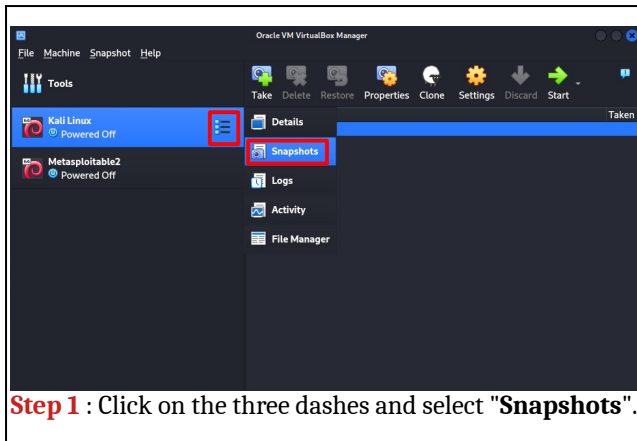 Oracle VM VirtualBox Manager
File Machine Snapshot Help
Tools
Take Delete Restore Properties Clone Settings Discard Start
Kali Linux
Powered Off
Details
Taken
Snapshots
Metasploitable2
Powered Off
Logs
Activity
File Manager
Step 1 : Click on the three dashes and select "Snapshots".